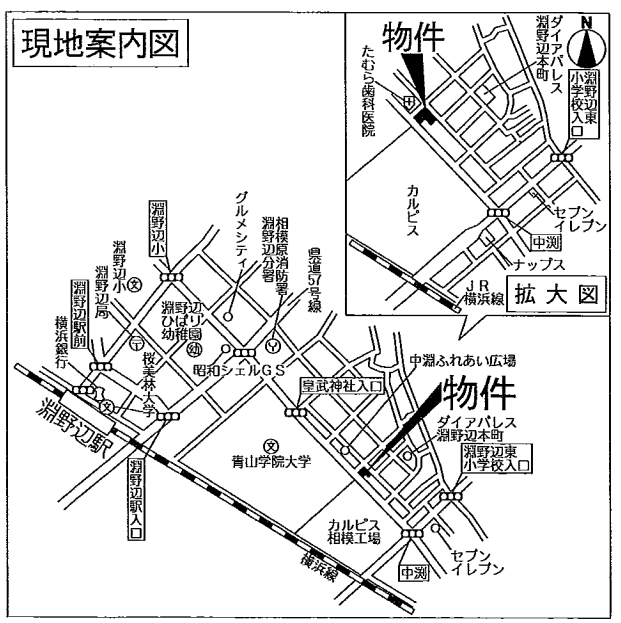 現地案内図
物件
ダイアパレス
淵野辺本町
N
淵野辺東
小学校入口
たむら歯科医院
カルピス
セブン
イレブン
中渕
ナップス
JR
横浜線
拡大図
淵野辺小
グルメシティ
相模原消防署
淵野辺分署
県道57号線
淵野辺小
文
淵野辺局
淵野辺
ひばり
幼稚園
幼
淵野辺駅前
横浜銀行
桜美林大学
文
昭和シェルGS
中淵ふれあい広場
皇武神社入口
物件
ダイアパレス
淵野辺本町
淵野辺東
小学校入口
淵野辺駅
淵野辺駅入口
文
青山学院大学
カルピス
相模工場
横浜線
中渕
セブン
イレブン